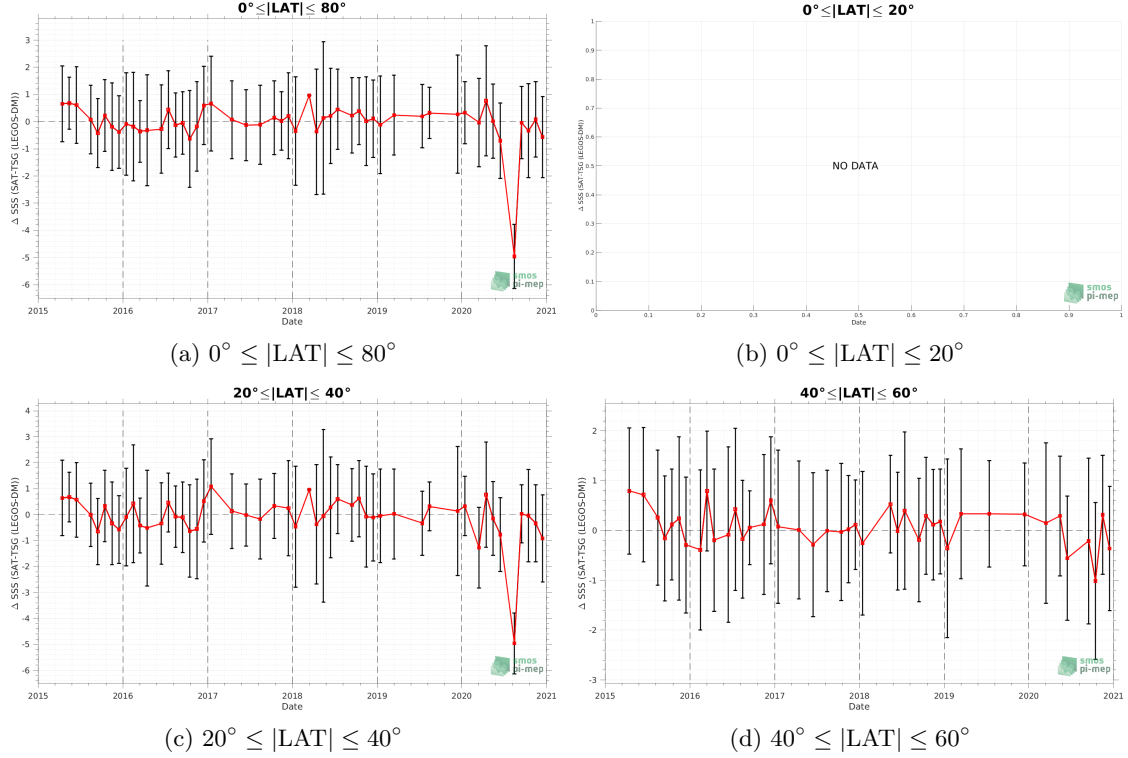 0°≤|LAT|≤ 80°
Δ SSS (SAT-TSG (LEGOS-DM))
3
2
1
0
-1
-2
-3
-4
-5
-6
2015 2016 2017 2018 2019 2020 2021
Date
smos
pi-mep
(a) 0° ≤ |LAT| ≤ 80°
0°≤|LAT|≤ 20°
Δ SSS (SAT-TSG (LEGOS-DM))
1
0.9
0.8
0.7
0.6
0.5
0.4
0.3
0.2
0.1
0
NO DATA
0 0.1 0.2 0.3 0.4 0.5 0.6 0.7 0.8 0.9 1
Date
smos
pi-mep
(b) 0° ≤ |LAT| ≤ 20°
20°≤|LAT|≤ 40°
Δ SSS (SAT-TSG (LEGOS-DM))
4
3
2
1
0
-1
-2
-3
-4
-5
-6
2015 2016 2017 2018 2019 2020 2021
Date
smos
pi-mep
(c) 20° ≤ |LAT| ≤ 40°
40°≤|LAT|≤ 60°
Δ SSS (SAT-TSG (LEGOS-DM))
2
1
0
-1
-2
-3
2015 2016 2017 2018 2019 2020 2021
Date
smos
pi-mep
(d) 40° ≤ |LAT| ≤ 60°